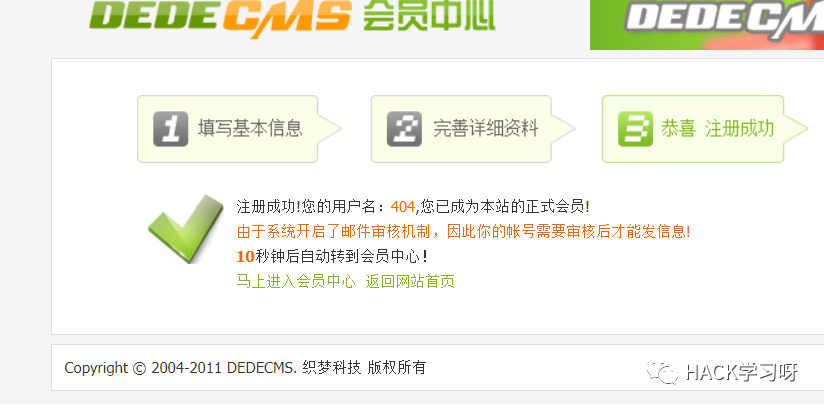 DEDECMS 会员中心
DEDECM
1 填写基本信息
2 完善详细资料
3 恭喜 注册成功
注册成功!您的用户名：404,您已成为本站的正式会员!
由于系统开启了邮件审核机制，因此你的帐号需要审核后才能发信息!
10秒钟后自动转到会员中心！
马上进入会员中心 返回网站首页
Copyright © 2004-2011 DEDECMS. 织梦科技 版权所有
HACK学习呀